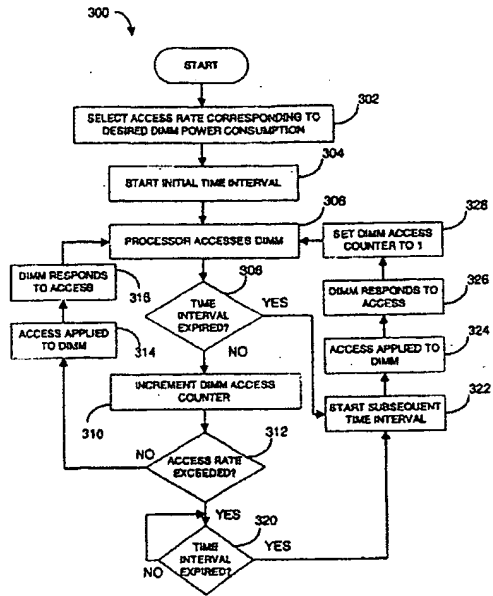 300
START
302
SELECT ACCESS RATE CORRESPONDING TO
DESIRED DIMM POWER CONSUMPTION
304
START INITIAL TIME INTERVAL
306
PROCESSOR ACCESSES DIMM
308
TIME
INTERVAL
EXPIRED?
YES
NO
INCREMENT DIMM ACCESS
COUNTER
310
312
ACCESS RATE
EXCEEDED?
NO
YES
320
TIME
INTERVAL
EXPIRED?
NO
YES
314
ACCESS APPLIED
TO DIMM
316
DIMM RESPONDS
TO ACCESS
322
START SUBSEQUENT
TIME INTERVAL
324
ACCESS APPLIED TO
DIMM
326
DIMM RESPONDS TO
ACCESS
328
SET DIMM ACCESS
COUNTER TO 1